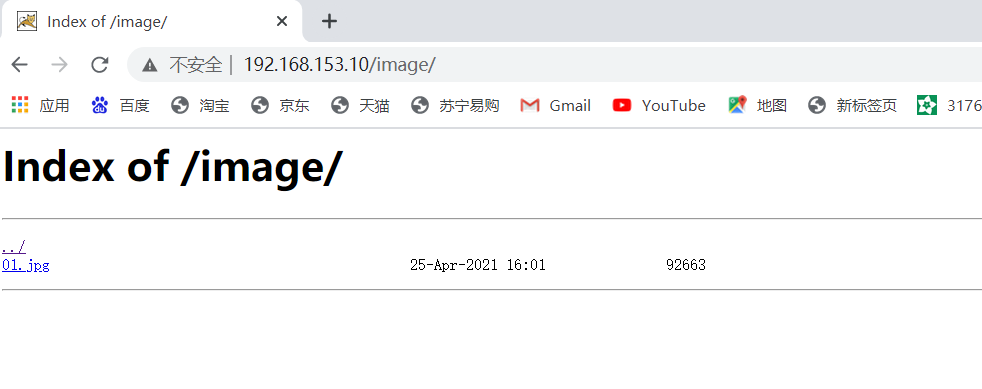 Index of /image/
不安全 | 192.168.153.10/image/
应用 百度 淘宝 京东 天猫 苏宁易购 Gmail YouTube 地图 新标签页 3176
Index of /image/
../
01.jpg 25-Apr-2021 16:01 92663